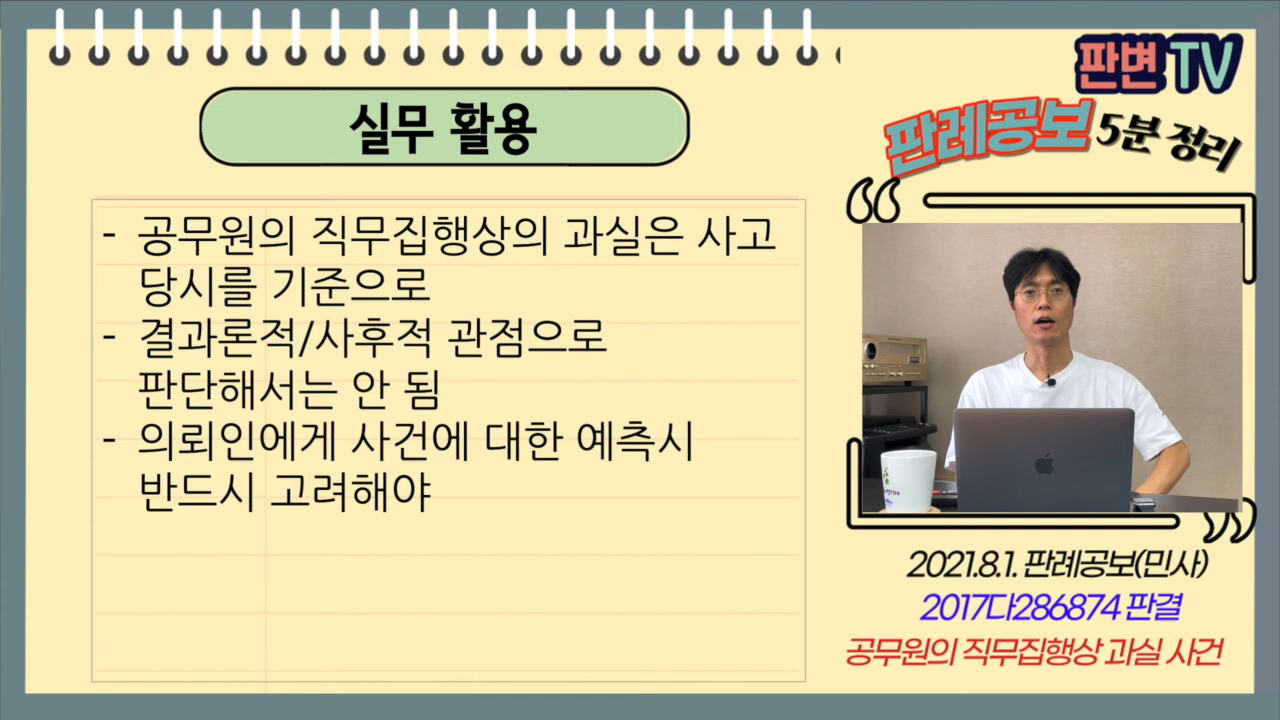 실무 활용
- 공무원의 직무집행상의 과실은 사고
당시를 기준으로
- 결과론적/사후적 관점으로
판단해서는 안 됨
- 의뢰인에게 사건에 대한 예측시
반드시 고려해야
판변 TV
판례공보 5분 정리
2021.8.1. 판례공보(민사)
2017다286874 판결
공무원의 직무집행상 과실 사건